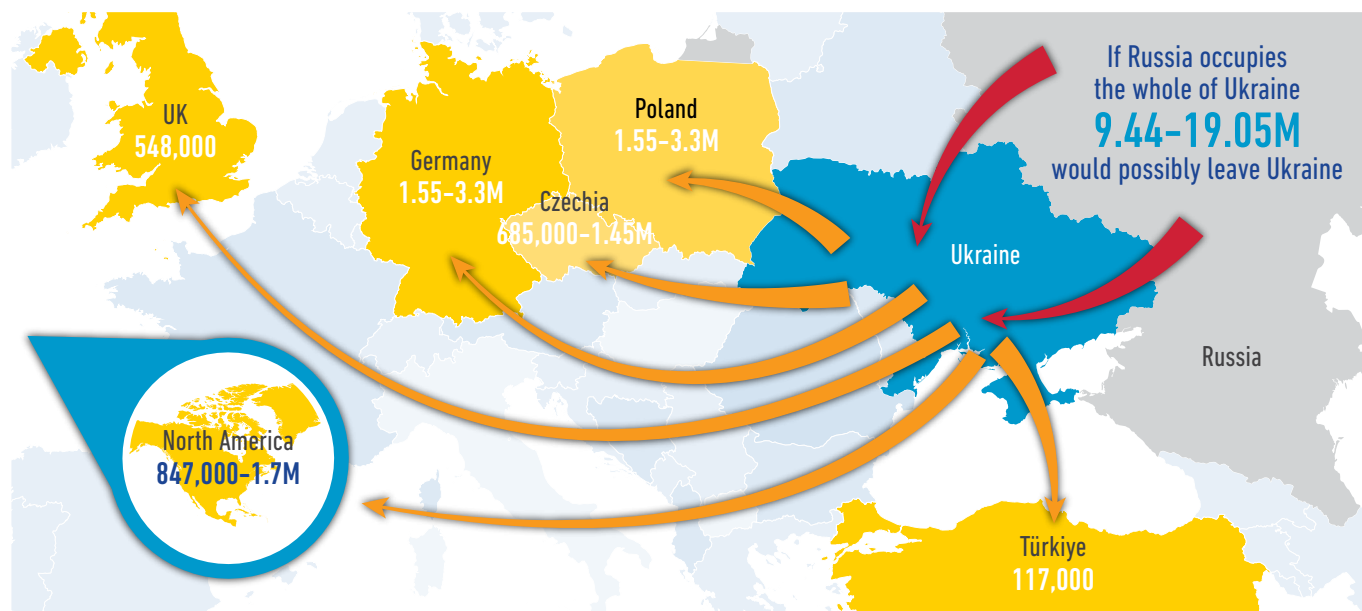 If Russia occupies
the whole of Ukraine
9.44–19.05M
would possibly leave Ukraine
UK
548,000
Poland
1.55–3.3M
Germany
1.55–3.3M
Czechia
685,000–1.45M
Ukraine
Russia
North America
847,000–1.7M
Türkiye
117,000